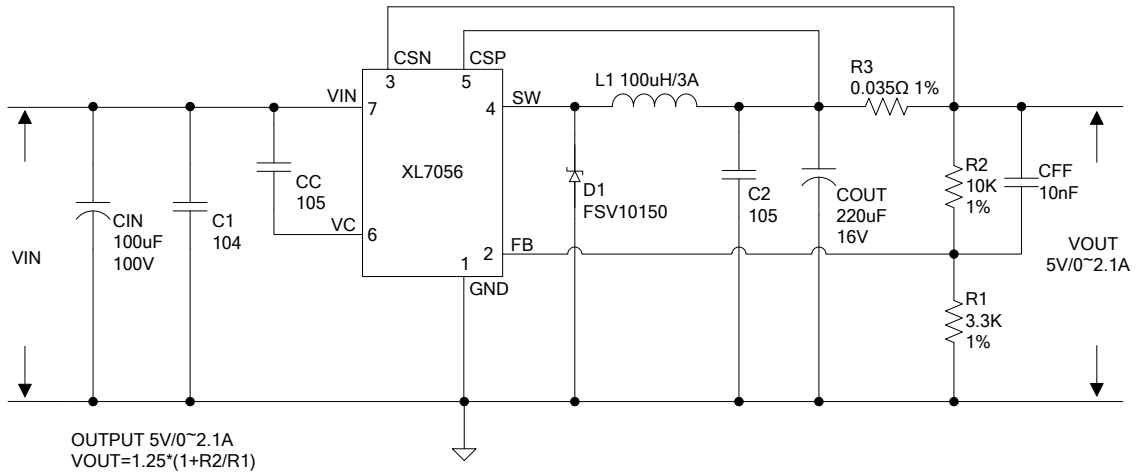 CSN
CSP
3
5
VIN
7
4
SW
L1 100uH/3A
R3
0.035Ω 1%
XL7056
CC
105
VC
6
CIN
100uF
100V
C1
104
VIN
D1
FSV10150
C2
105
COUT
220uF
16V
R2
10K
1%
CFF
10nF
2
FB
1
GND
R1
3.3K
1%
VOUT
5V/0~2.1A
OUTPUT 5V/0~2.1A
VOUT=1.25*(1+R2/R1)